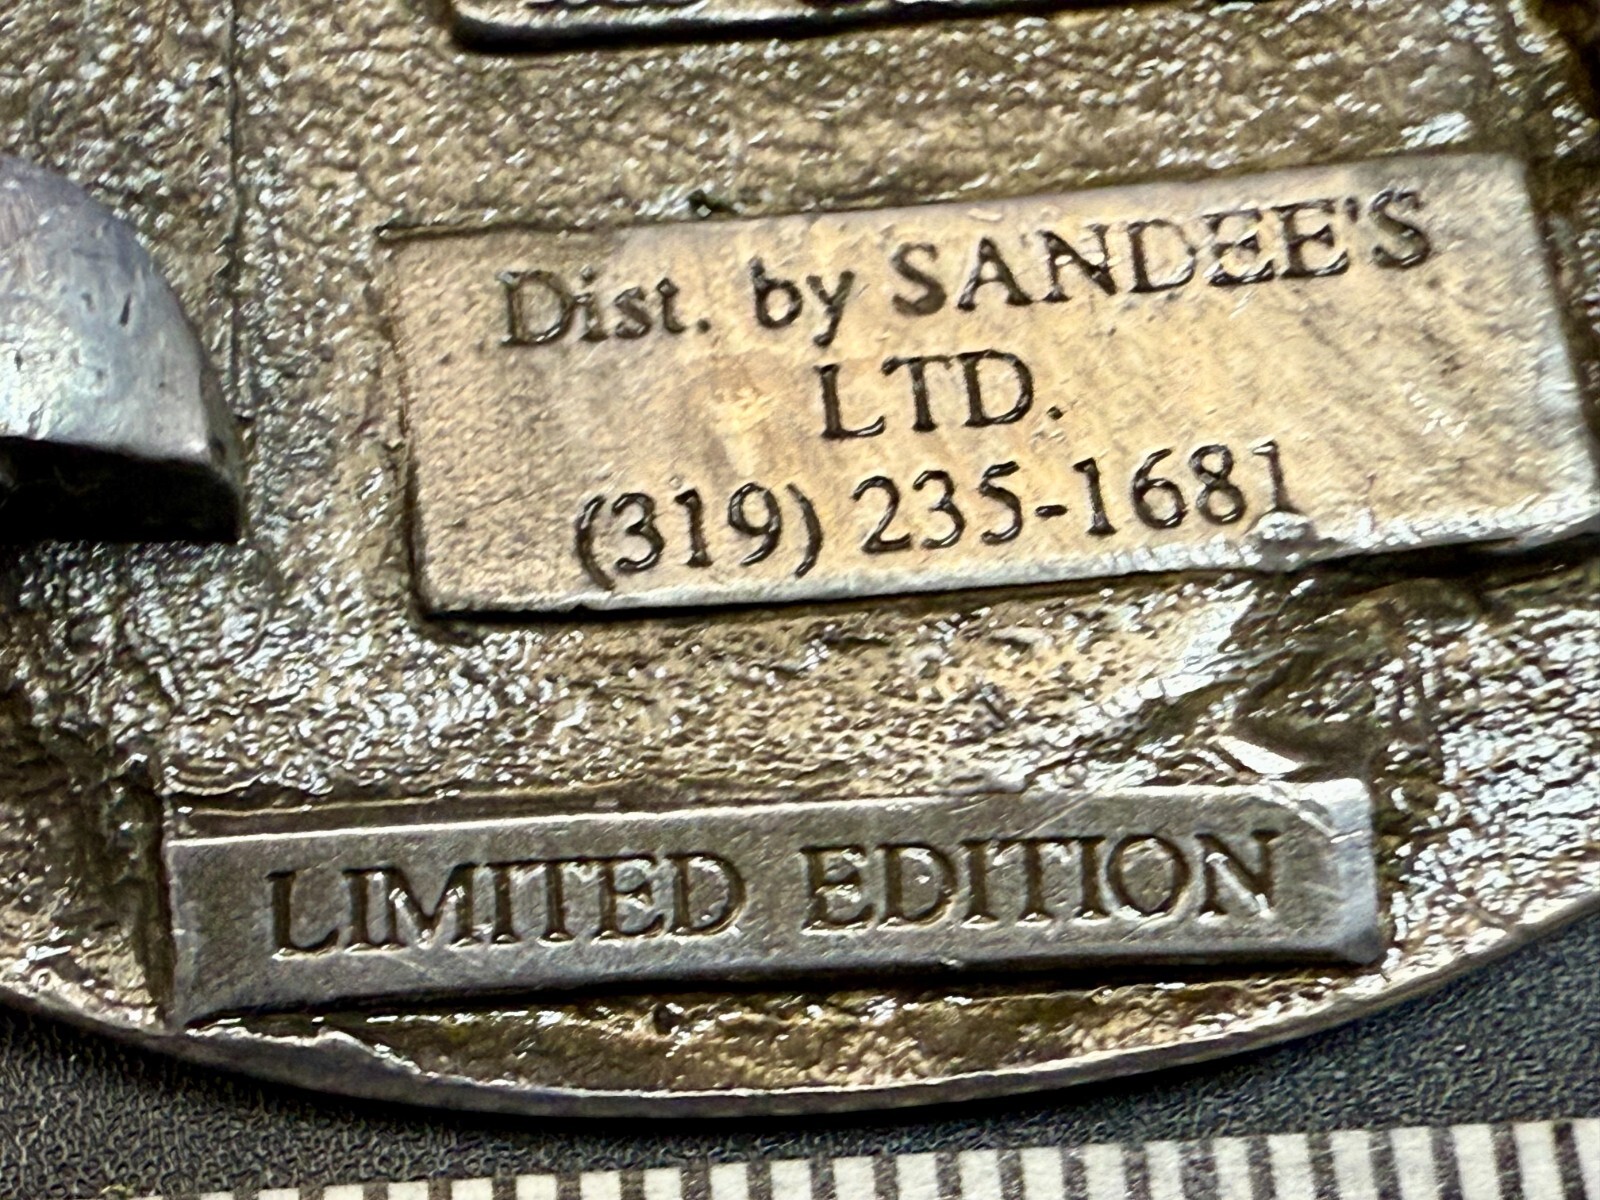 Dist. by SANDEE'S
LTD.
(319) 235-1681
LIMITED EDITION